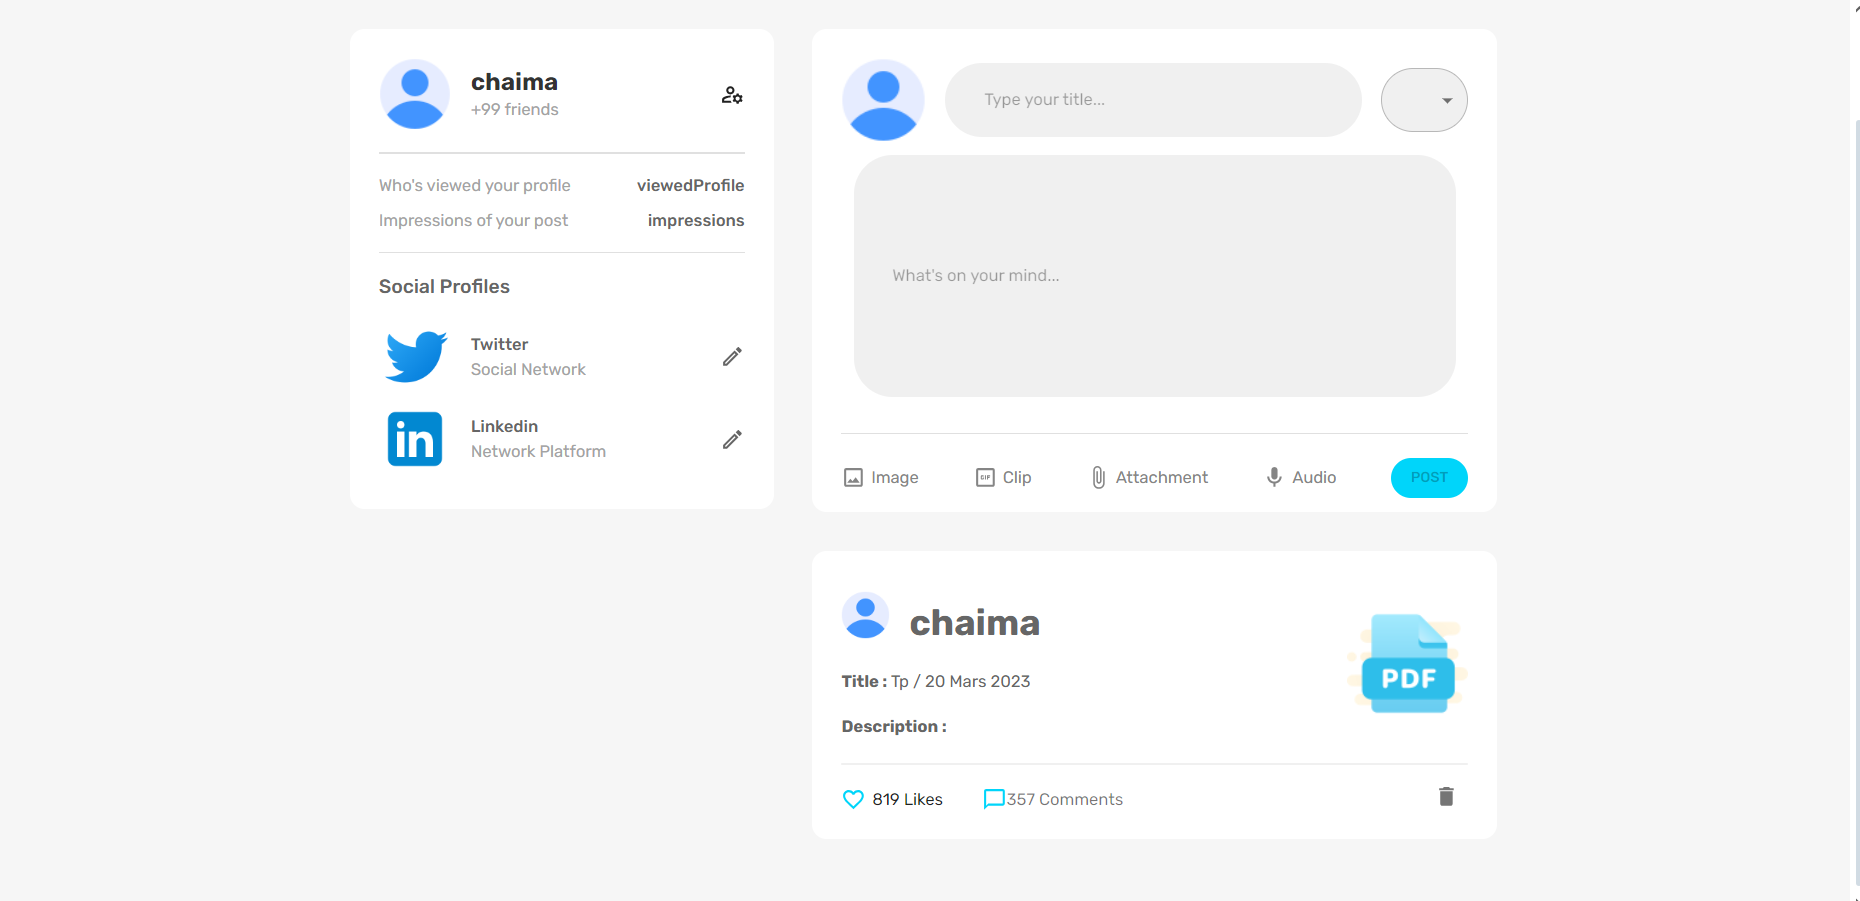 chaima
+99 friends
Who's viewed your profile viewedProfile
Impressions of your post impressions
Social Profiles
Twitter
Social Network
in
Linkedin
Network Platform
Type your title...
What's on your mind...
Image GIF Clip Attachment Audio POST
chaima
PDF
Title : Tp / 20 Mars 2023
Description :
819 Likes 357 Comments